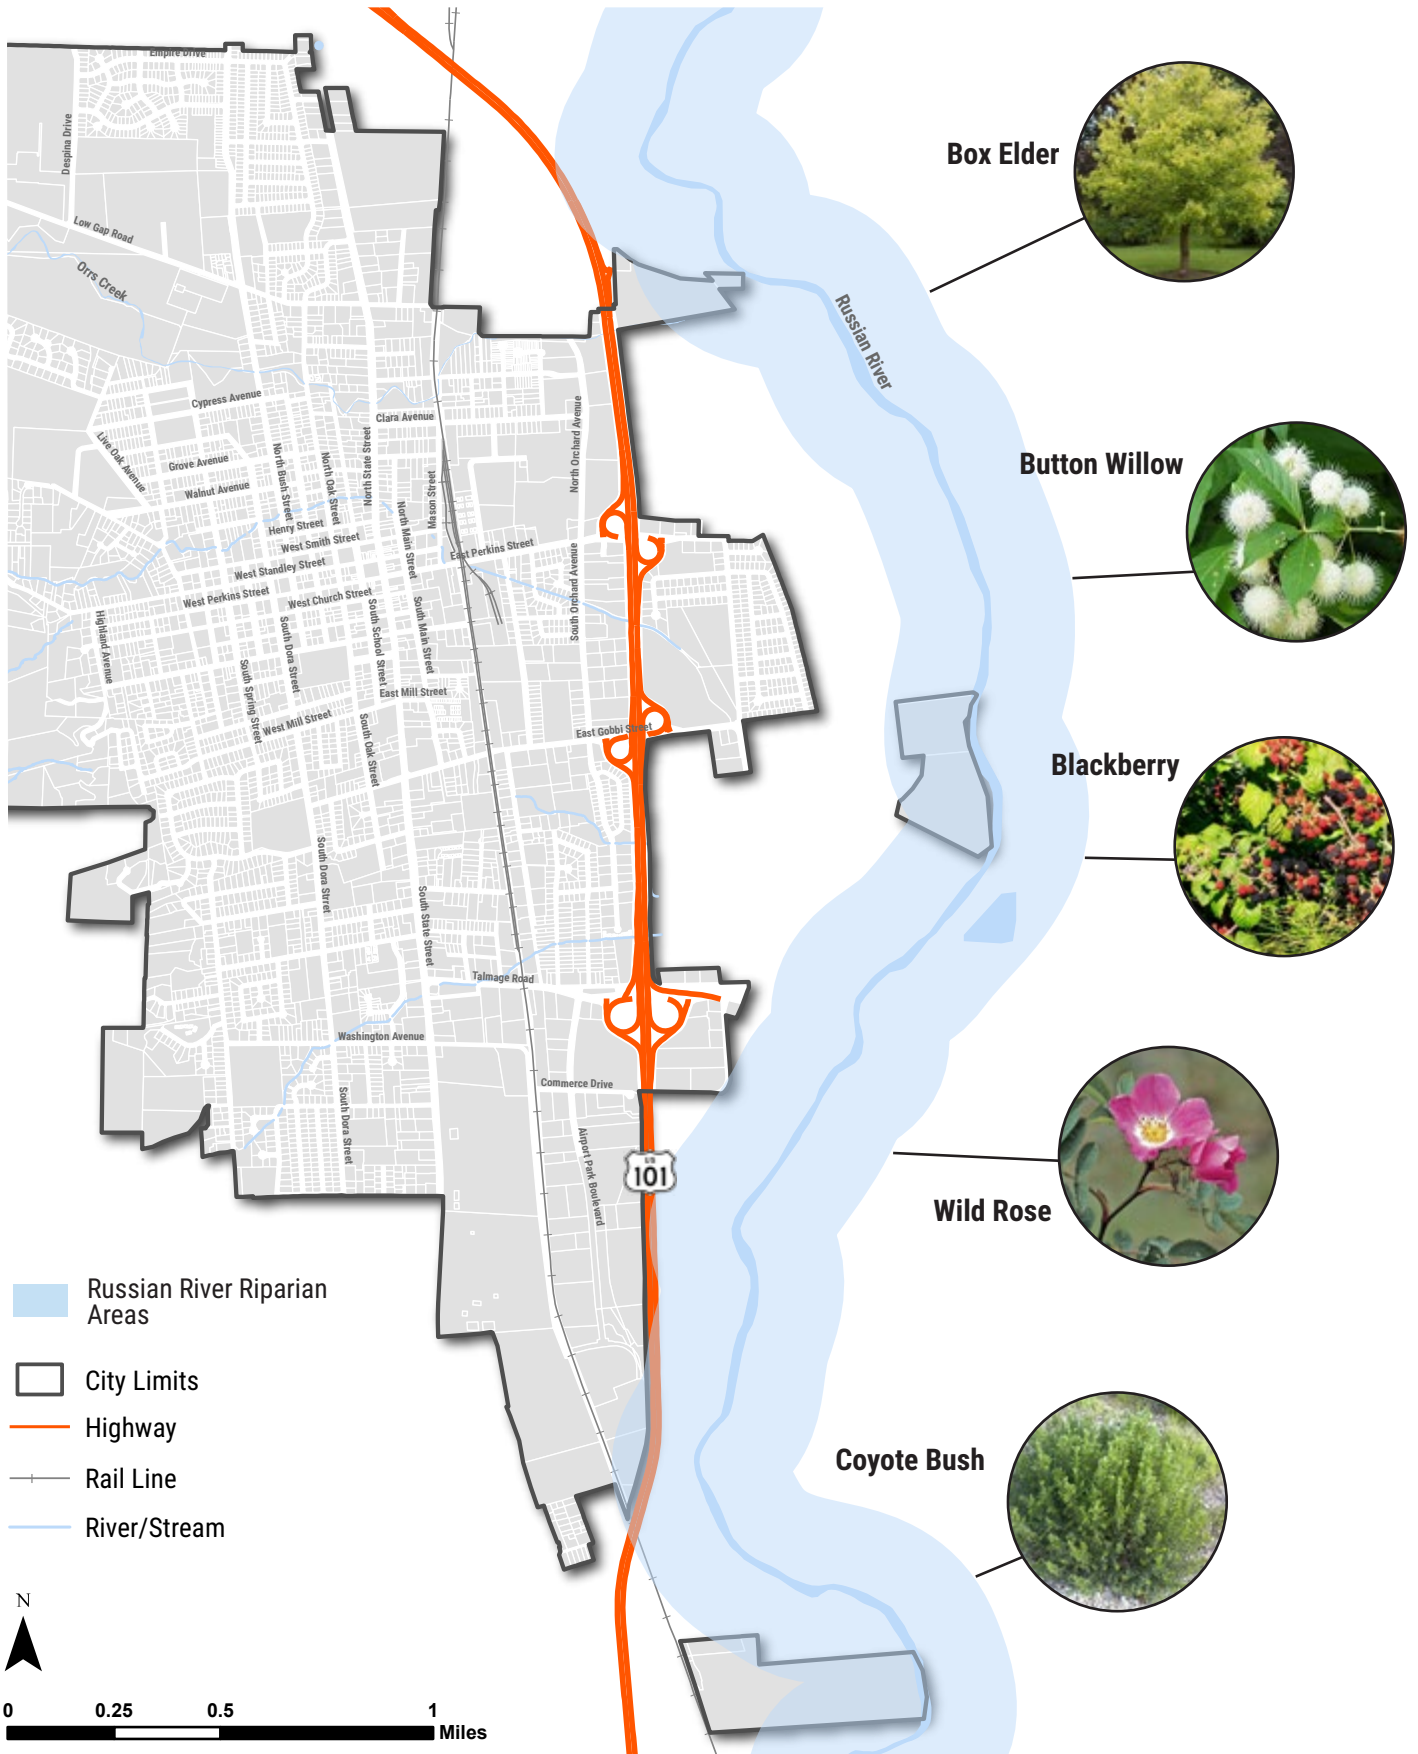 Empire Drive
Despina Drive
Low Gap Road
Orrs Creek
Box Elder
Russian River
Cypress Avenue
Clara Avenue
Live Oak Avenue
Grove Avenue
Walnut Avenue
North Bush Street
North Oak Street
North State Street
North Main Street
Mason Street
North Orchard Avenue
Button Willow
Henry Street
West Smith Street
West Standley Street
West Perkins Street
West Church Street
East Perkins Street
South Orchard Avenue
Highland Avenue
South Spring Street
South Dora Street
South School Street
South Main Street
East Mill Street
West Mill Street
South Oak Street
East Gobbi Street
Blackberry
South Dora Strret
South State Street
Talmage Road
Washington Avenue
Commerce Drive
South Dora Street
Airport Park Boulevard
US
101
Wild Rose
Russian River Riparian
Areas
City Limits
Highway
Rail Line
River/Stream
Coyote Bush
N
0 0.25 0.5 1
Miles